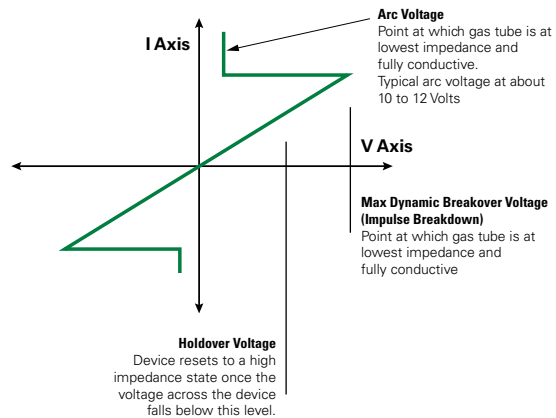 Arc Voltage
Point at which gas tube is at
lowest impedance and
fully conductive.
Typical arc voltage at about
10 to 12 Volts
I Axis
V Axis
Max Dynamic Breakover Voltage
(Impulse Breakdown)
Point at which gas tube is at
lowest impedance and
fully conductive
Holdover Voltage
Device resets to a high
impedance state once the
voltage across the device
falls below this level.